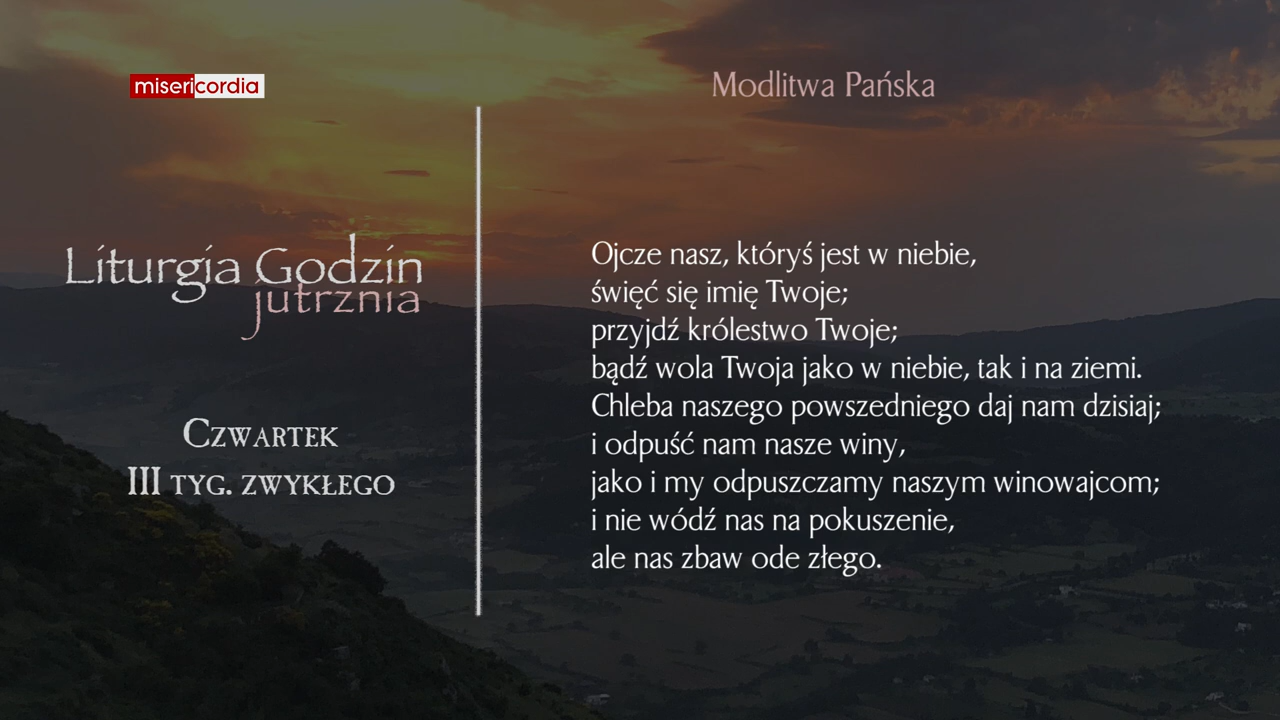 misericordia
Liturgia Godzin
jutrznia
Czwartek
III tyg. zwykłego
Modlitwa Pańska
Ojcze nasz, któryś jest w niebie,
święć się imię Twoje;
przyjdź królestwo Twoje;
bądź wola Twoja jako w niebie, tak i na ziemi.
Chleba naszego powszedniego daj nam dzisiaj;
i odpuść nam nasze winy,
jako i my odpuszczamy naszym winowajcom;
i nie wódź nas na pokuszenie,
ale nas zbaw ode złego.